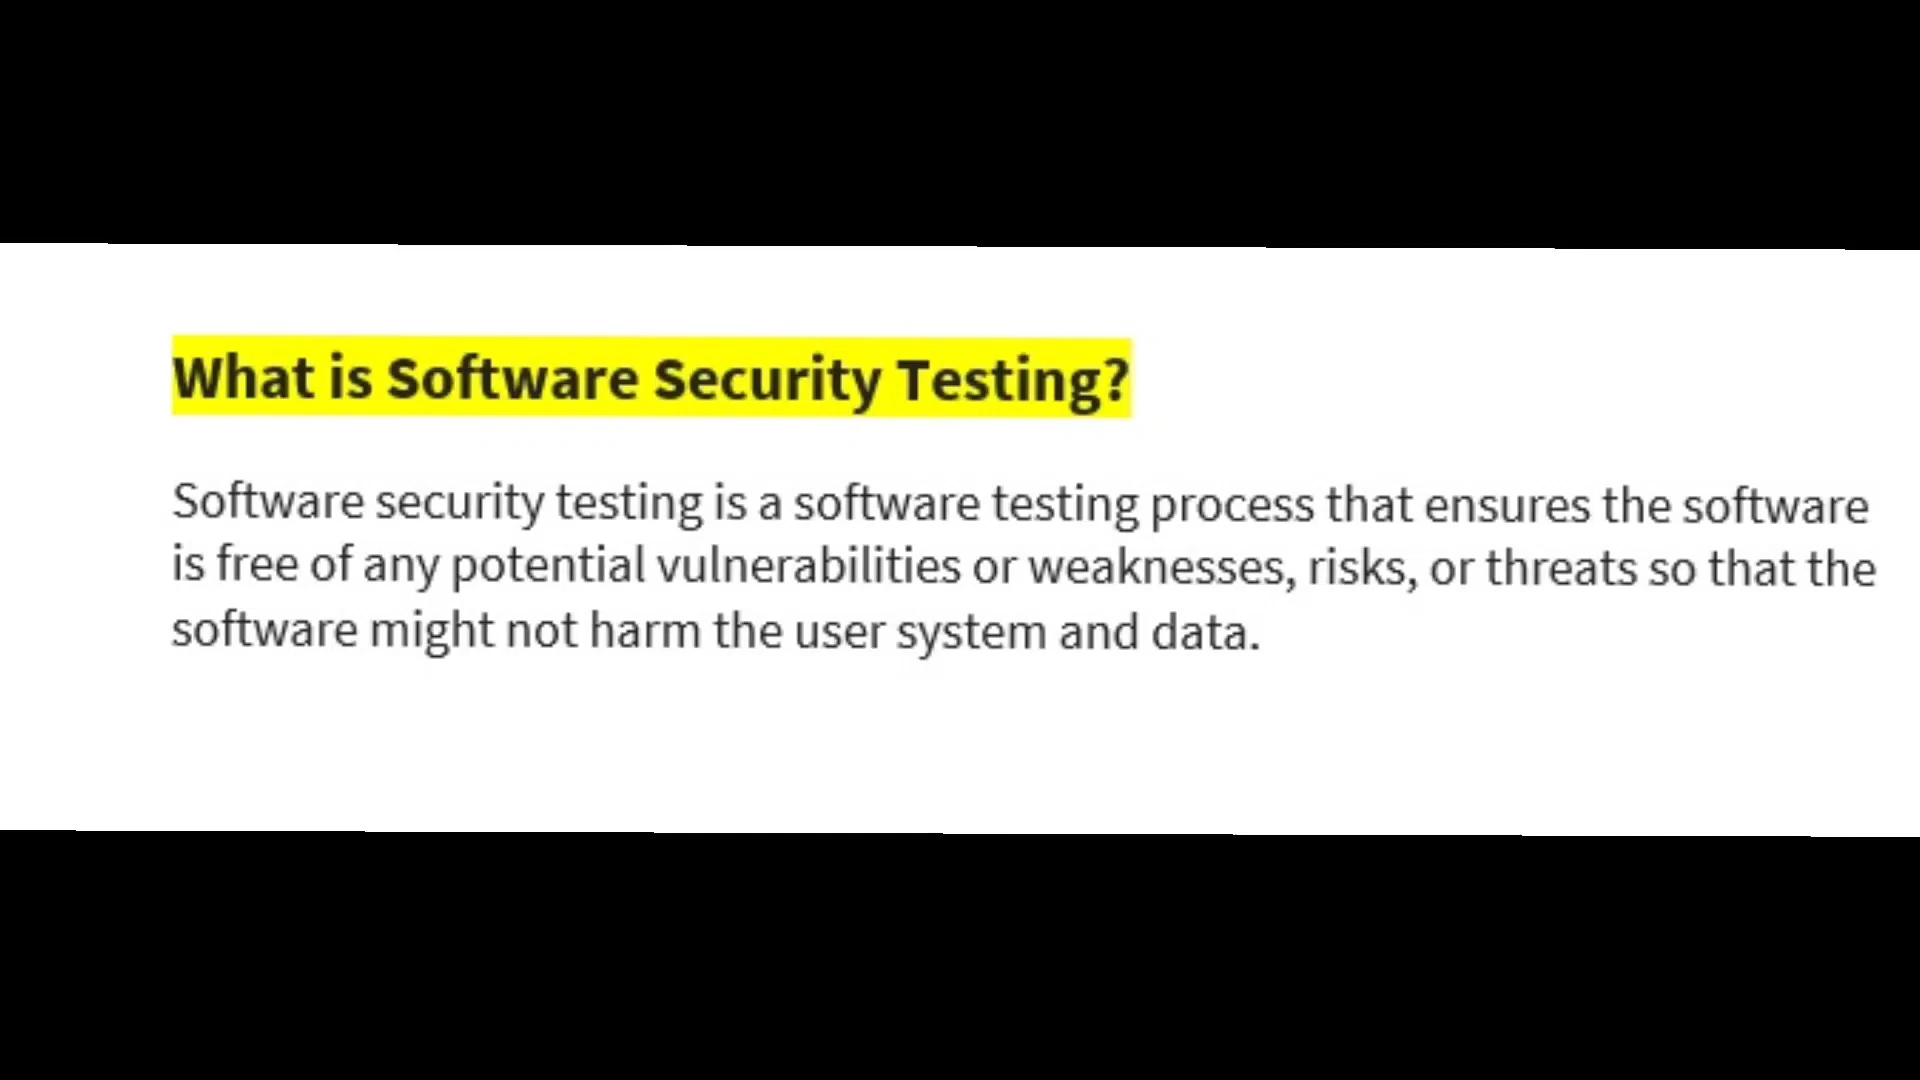 What is Software Security Testing?
Software security testing is a software testing process that ensures the software
is free of any potential vulnerabilities or weaknesses, risks, or threats so that the
software might not harm the user system and data.